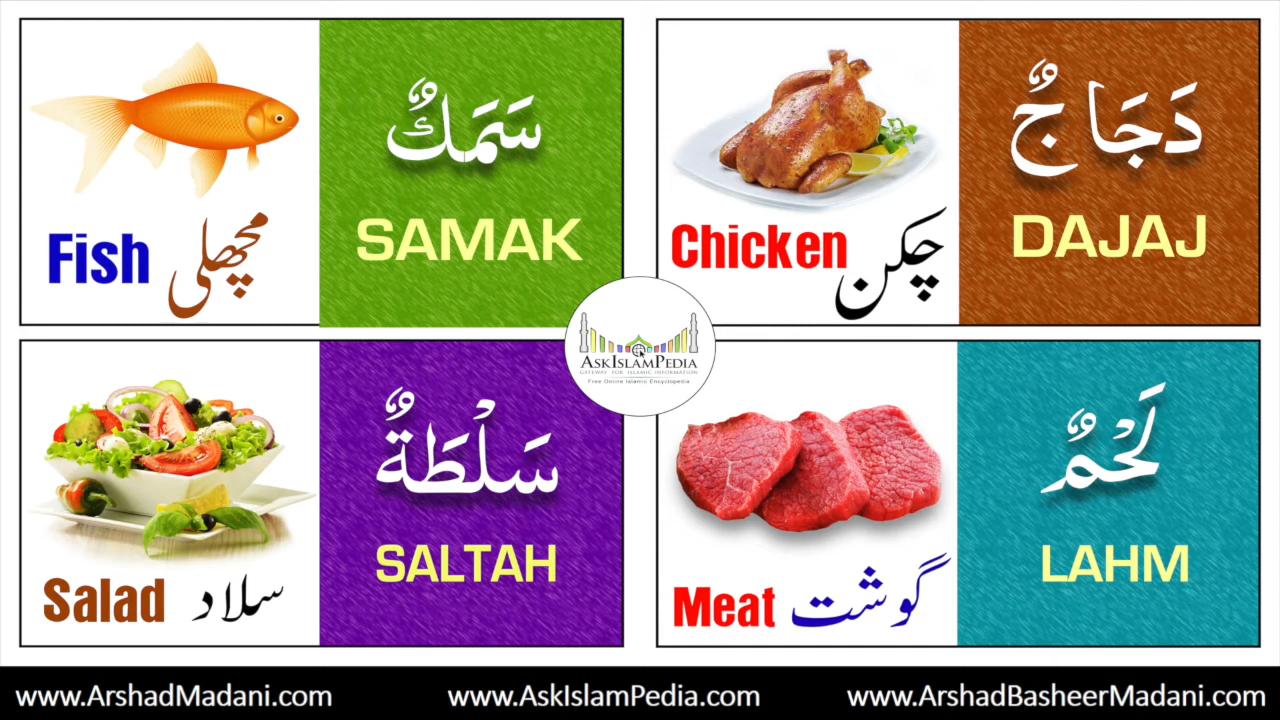 Fish مچھلی
سَمَكٌ
SAMAK
Chicken چکن
دَجَاجٌ
DAJAJ
ASKISLAMPEDIA
GATEWAY FOR ISLAMIC INFORMATION
Free Online Islamic Encyclopedia
Salad سلاد
سَلْطَةٌ
SALTAH
Meat گوشت
لَحْمٌ
LAHM
www.ArshadMadani.com www.AskIslamPedia.com www.ArshadBasheerMadani.com